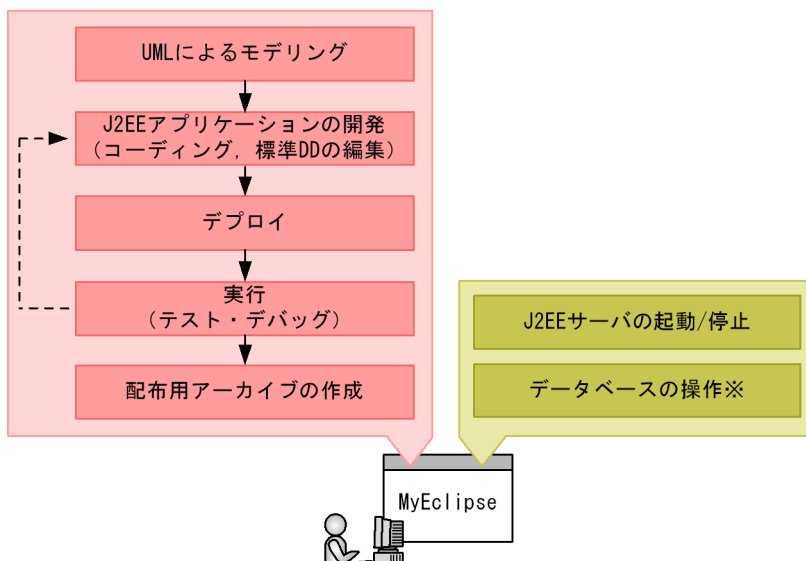 UMLによるモデリング
J2EEアプリケーションの開発
（コーディング，標準DDの編集）
デプロイ
実行
（テスト・デバッグ）
配布用アーカイブの作成
J2EEサーバの起動/停止
データベースの操作※
MyEclipse